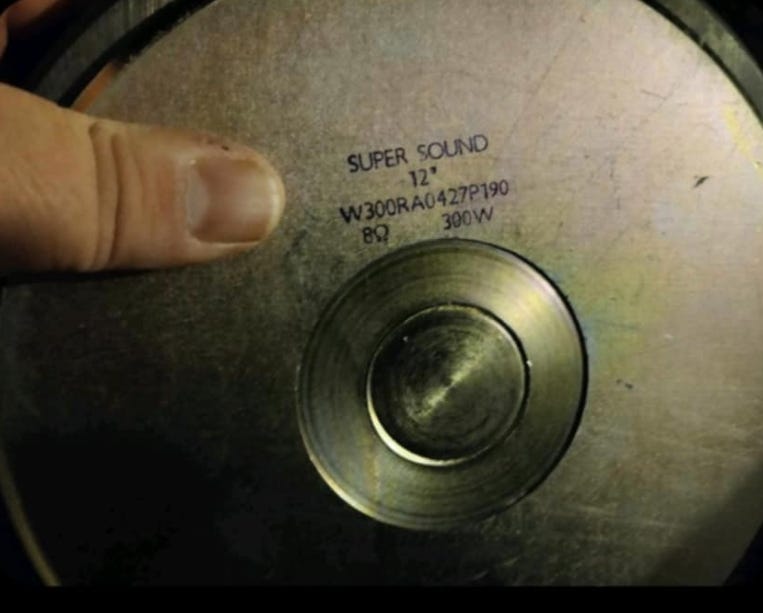 SUPER SOUND
12"
W300RA0427P190
8Ω 300W